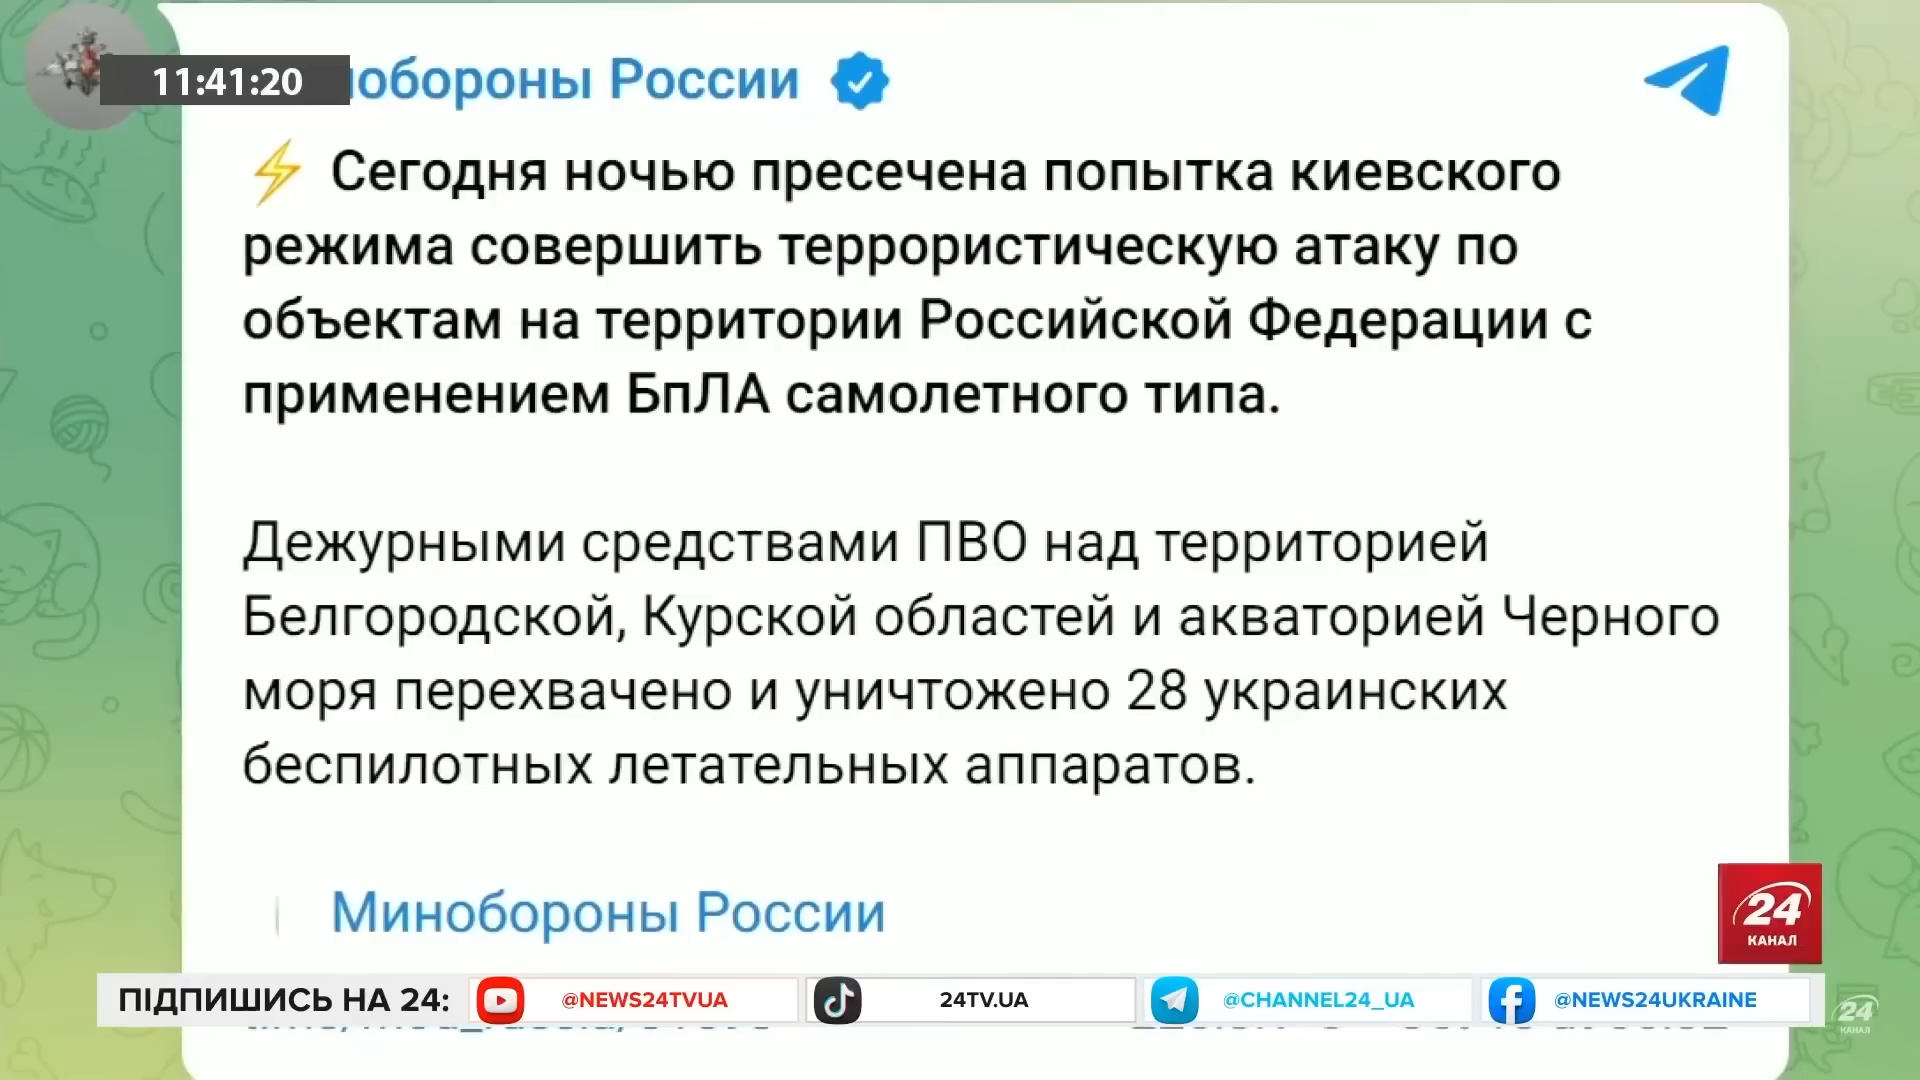 11:41:20
нобороны России
⚡ Сегодня ночью пресечена попытка киевского
режима совершить террористическую атаку по
объектам на территории Российской Федерации с
применением БпЛА самолетного типа.
Дежурными средствами ПВО над территорией
Белгородской, Курской областей и акваторией Черного
моря перехвачено и уничтожено 28 украинских
беспилотных летательных аппаратов.
Минобороны России
24
КАНАЛ
ПІДПИШИСЬ НА 24: @NEWS24TVUA 24TV.UA @CHANNEL24_UA @NEWS24UKRAINE
24
КАНАЛ